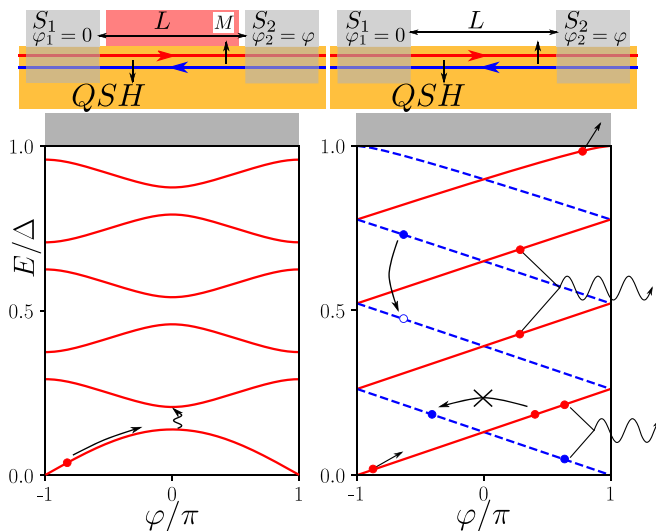 S₁ L M S₂
φ₁ = 0 φ₂ = φ
QSH
S₁ L S₂
φ₁ = 0 φ₂ = φ
QSH
1.0
0.5
0.0
E/Δ
-1 0 1
φ/π
1.0
0.5
0.0
-1 0 1
φ/π